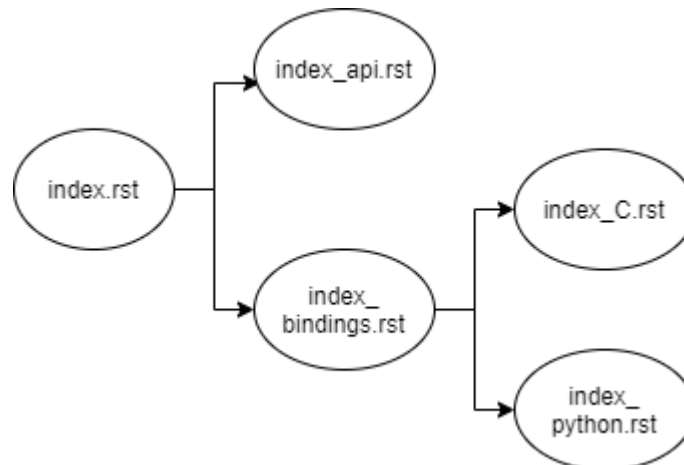 index_api.rst
index.rst
index_C.rst
index_
bindings.rst
index_
python.rst